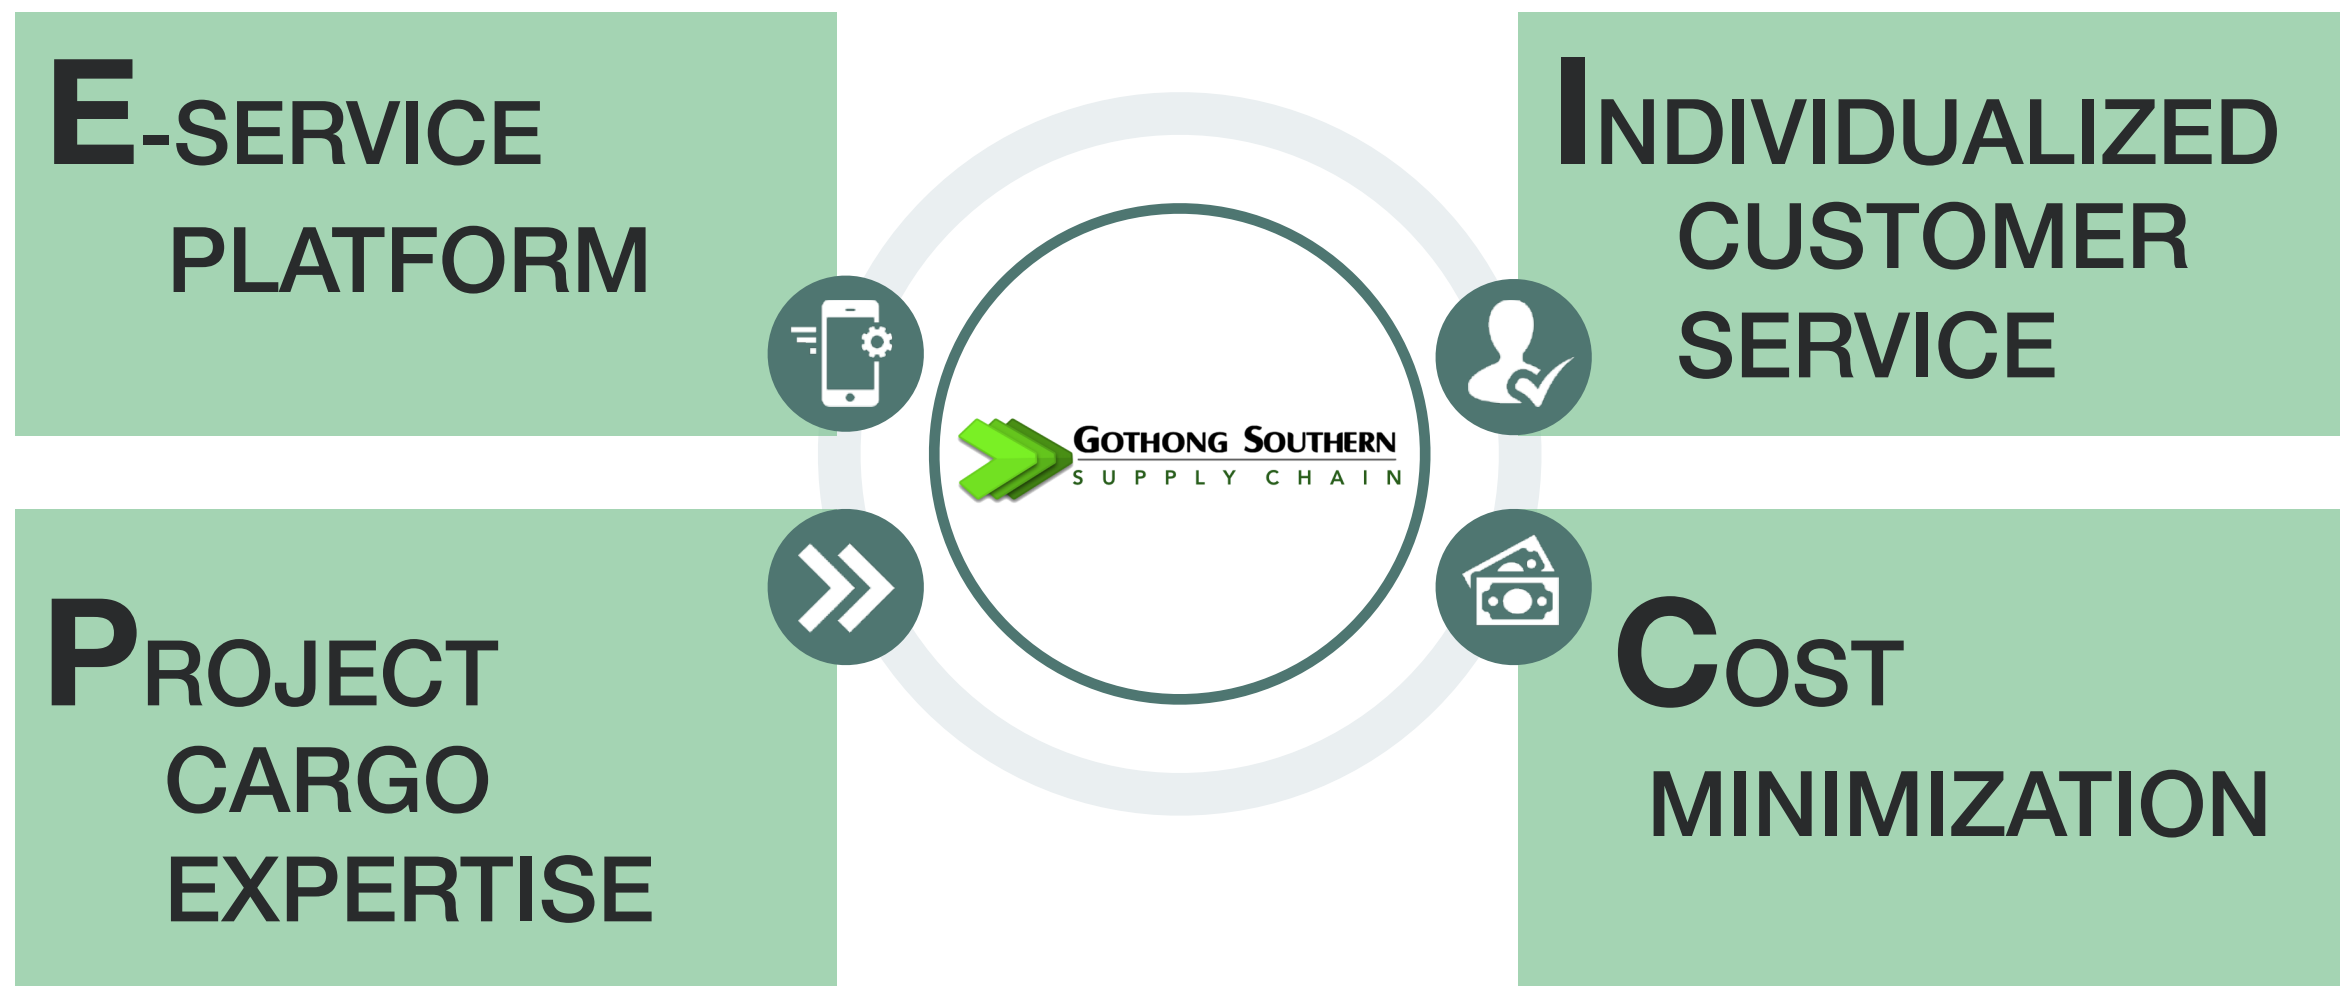 E-SERVICE
PLATFORM
INDIVIDUALIZED
CUSTOMER
SERVICE
GOTHONG SOUTHERN
SUPPLY CHAIN
PROJECT
CARGO
EXPERTISE
COST
MINIMIZATION